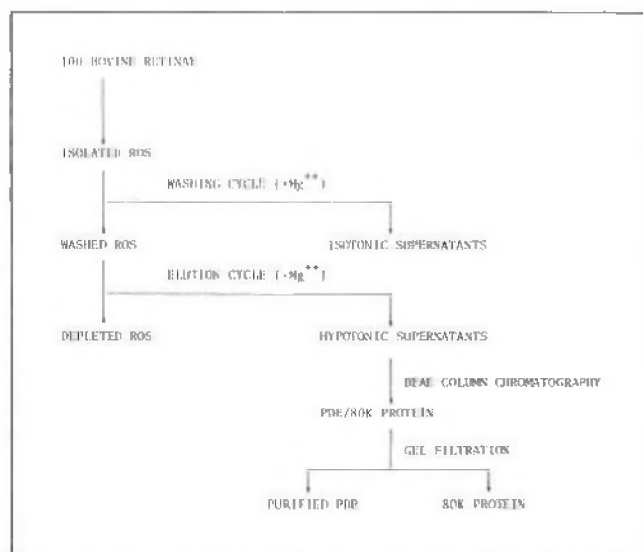 100 BOVINE RETINAE
ISOLATED ROS
WASHING CYCLE (+Mg++)
WASHED ROS ISOTONIC SUPERNATANTS
ELUTION CYCLE (-Mg++)
DEPLETED ROS HYPOTONIC SUPERNATANTS
DEAE COLUMN CHROMATOGRAPHY
PDE/80K PROTEIN
GEL FILTRATION
PURIFIED PDE 80K PROTEIN